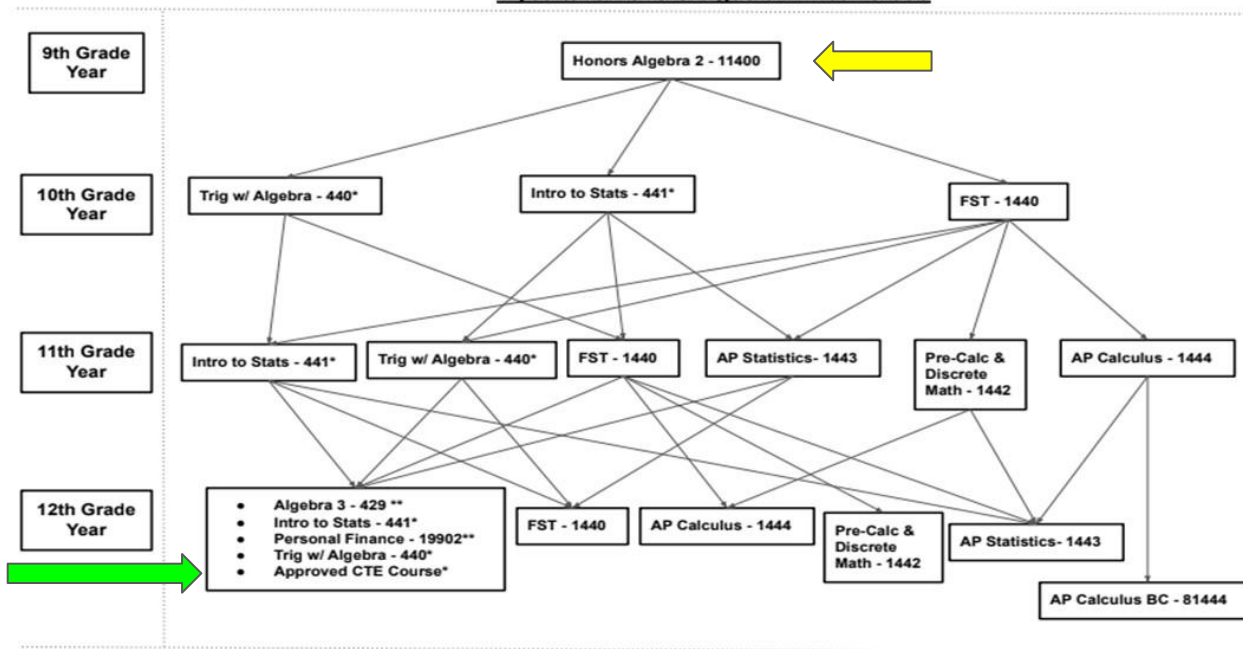 9th Grade
Year
Honors Algebra 2 - 11400
10th Grade
Year
Trig w/ Algebra - 440*
Intro to Stats - 441*
FST - 1440
11th Grade
Year
Intro to Stats - 441*
Trig w/ Algebra - 440*
FST - 1440
AP Statistics- 1443
Pre-Calc &
Discrete
Math - 1442
AP Calculus - 1444
12th Grade
Year
• Algebra 3 - 429 **
• Intro to Stats - 441*
• Personal Finance - 19902**
• Trig w/ Algebra - 440*
• Approved CTE Course*
FST - 1440
AP Calculus - 1444
Pre-Calc &
Discrete
Math - 1442
AP Statistics- 1443
AP Calculus BC - 81444